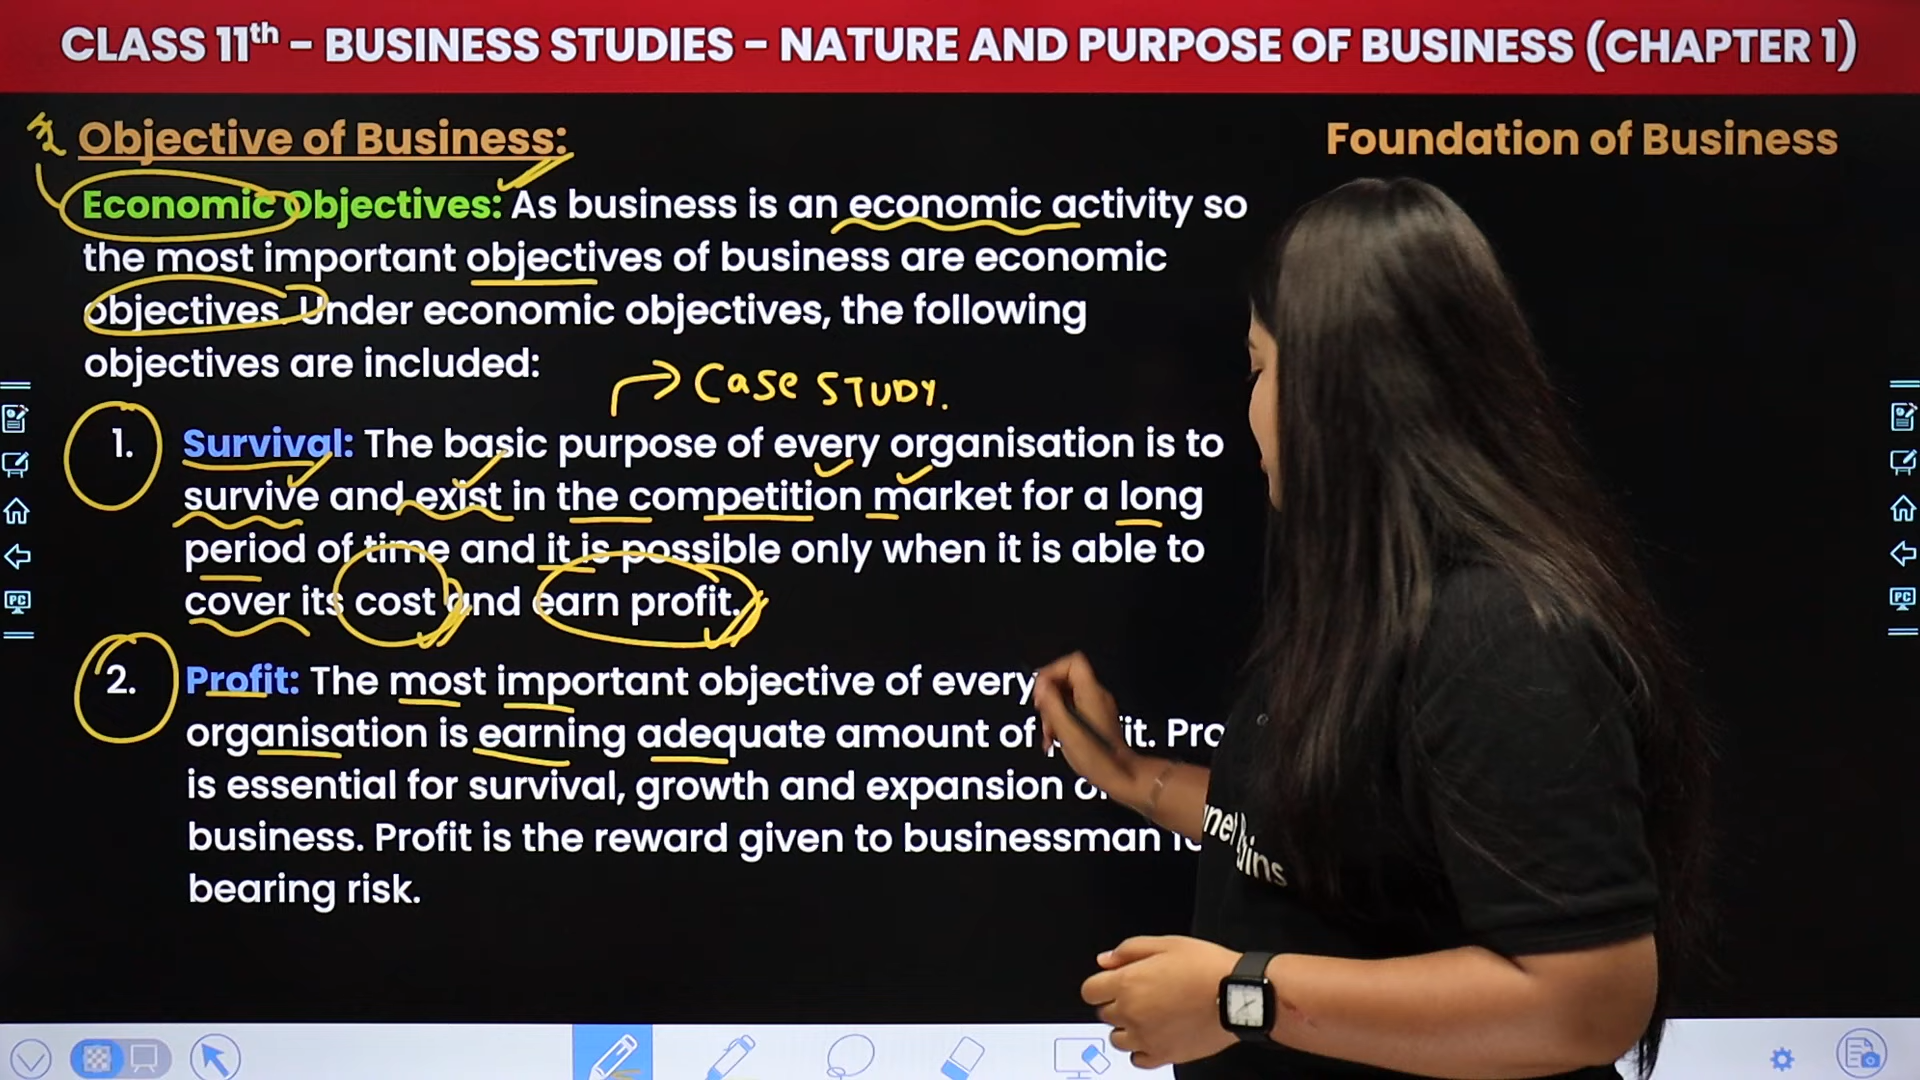 CLASS 11th - BUSINESS STUDIES - NATURE AND PURPOSE OF BUSINESS (CHAPTER 1)
Objective of Business:
Foundation of Business
Economic Objectives: As business is an economic activity so
the most important objectives of business are economic
objectives. Under economic objectives, the following
objectives are included:
CASE STUDY.
1. Survival: The basic purpose of every organisation is to
survive and exist in the competition market for a long
period of time and it is possible only when it is able to
cover its cost and earn profit.
2. Profit: The most important objective of every
organisation is earning adequate amount of
is essential for survival, growth and expansion
business. Profit is the reward given to businessman
bearing risk.
PC
PC